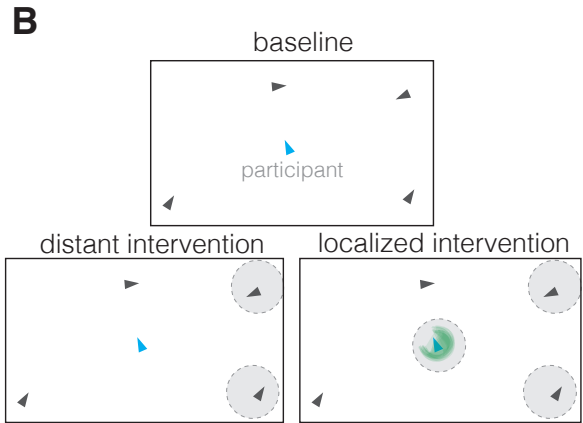 B
baseline
participant
distant intervention
localized intervention